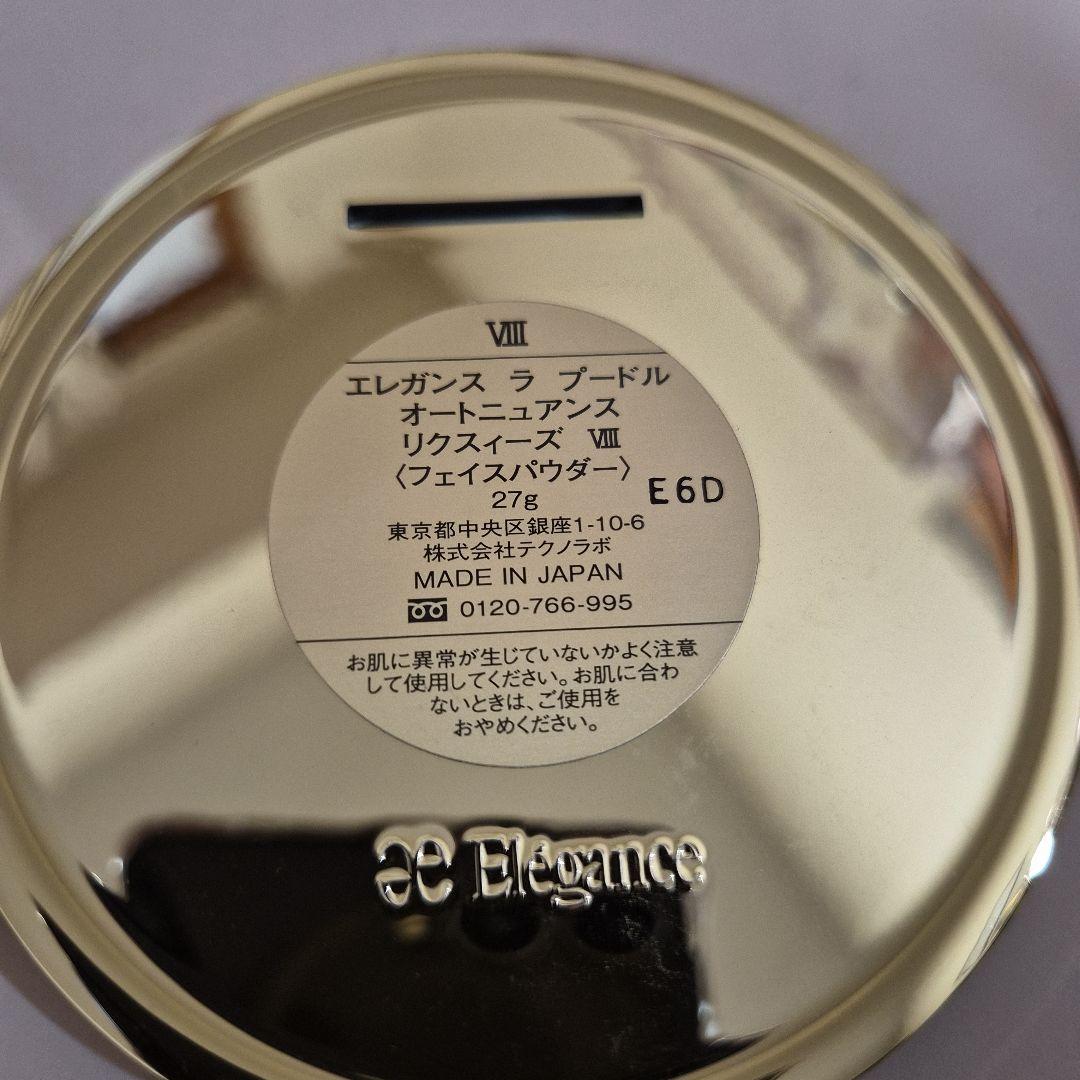 Ⅷ
エレガンス ラ プードル
オートニュアンス
リクスィーズ Ⅷ
〈フェイスパウダー〉
27g
E6D
東京都中央区銀座1-10-6
株式会社テクノラボ
MADE IN JAPAN
0120-766-995
お肌に異常が生じていないかよく注意
して使用してください。お肌に合わ
ないときは、ご使用を
おやめください。
Elégance